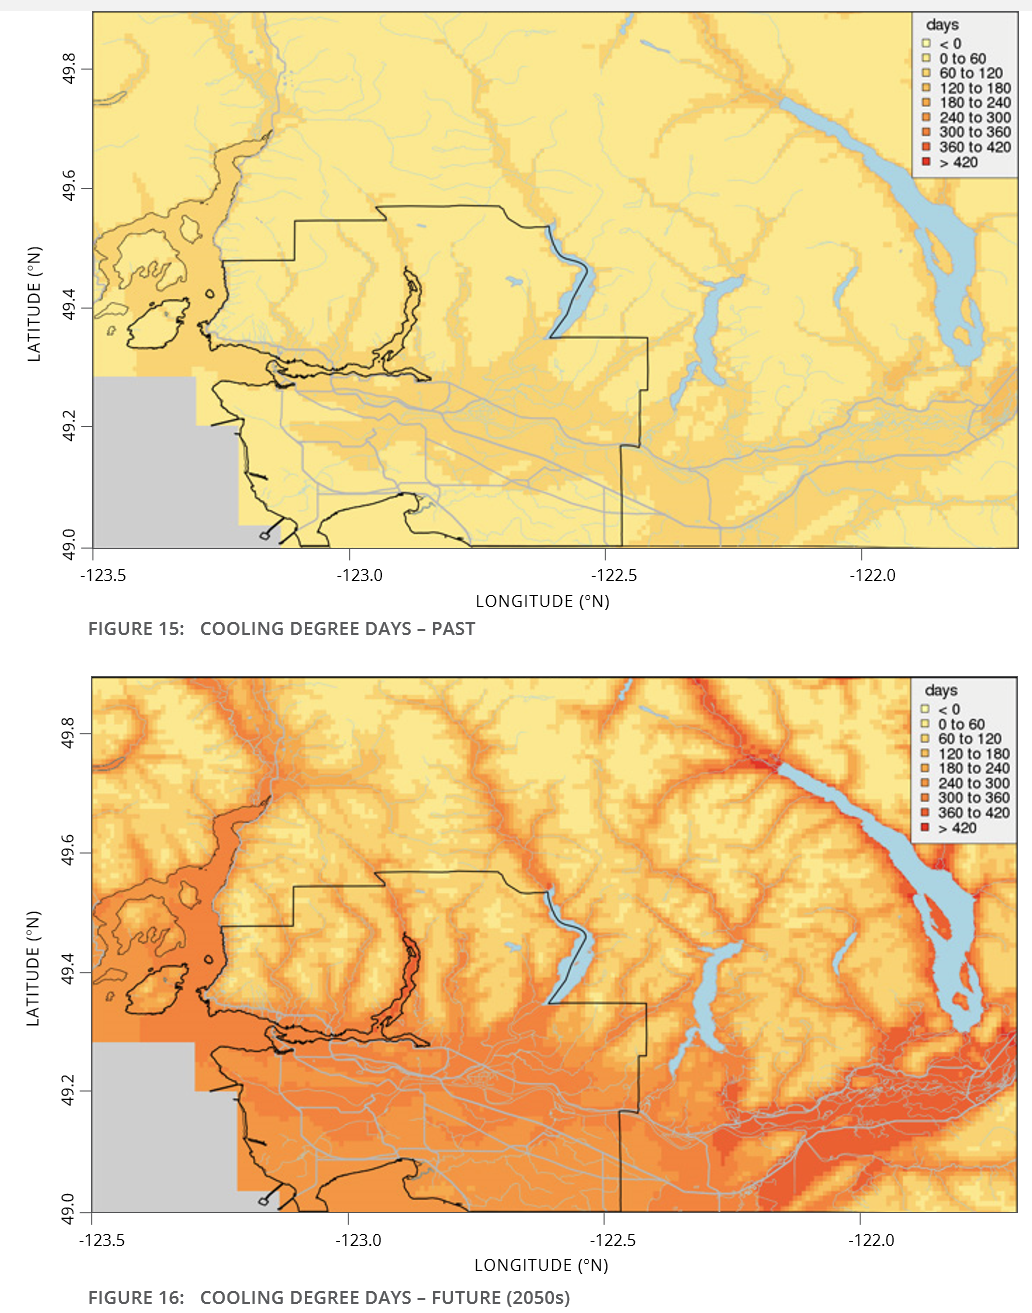 days
< 0
0 to 60
60 to 120
120 to 180
180 to 240
240 to 300
300 to 360
360 to 420
> 420
49.8
49.6
49.4
49.2
49.0
LATITUDE (°N)
-123.5 -123.0 -122.5 -122.0
LONGITUDE (°N)
FIGURE 15: COOLING DEGREE DAYS – PAST
days
< 0
0 to 60
60 to 120
120 to 180
180 to 240
240 to 300
300 to 360
360 to 420
> 420
49.8
49.6
49.4
49.2
49.0
LATITUDE (°N)
-123.5 -123.0 -122.5 -122.0
LONGITUDE (°N)
FIGURE 16: COOLING DEGREE DAYS – FUTURE (2050s)